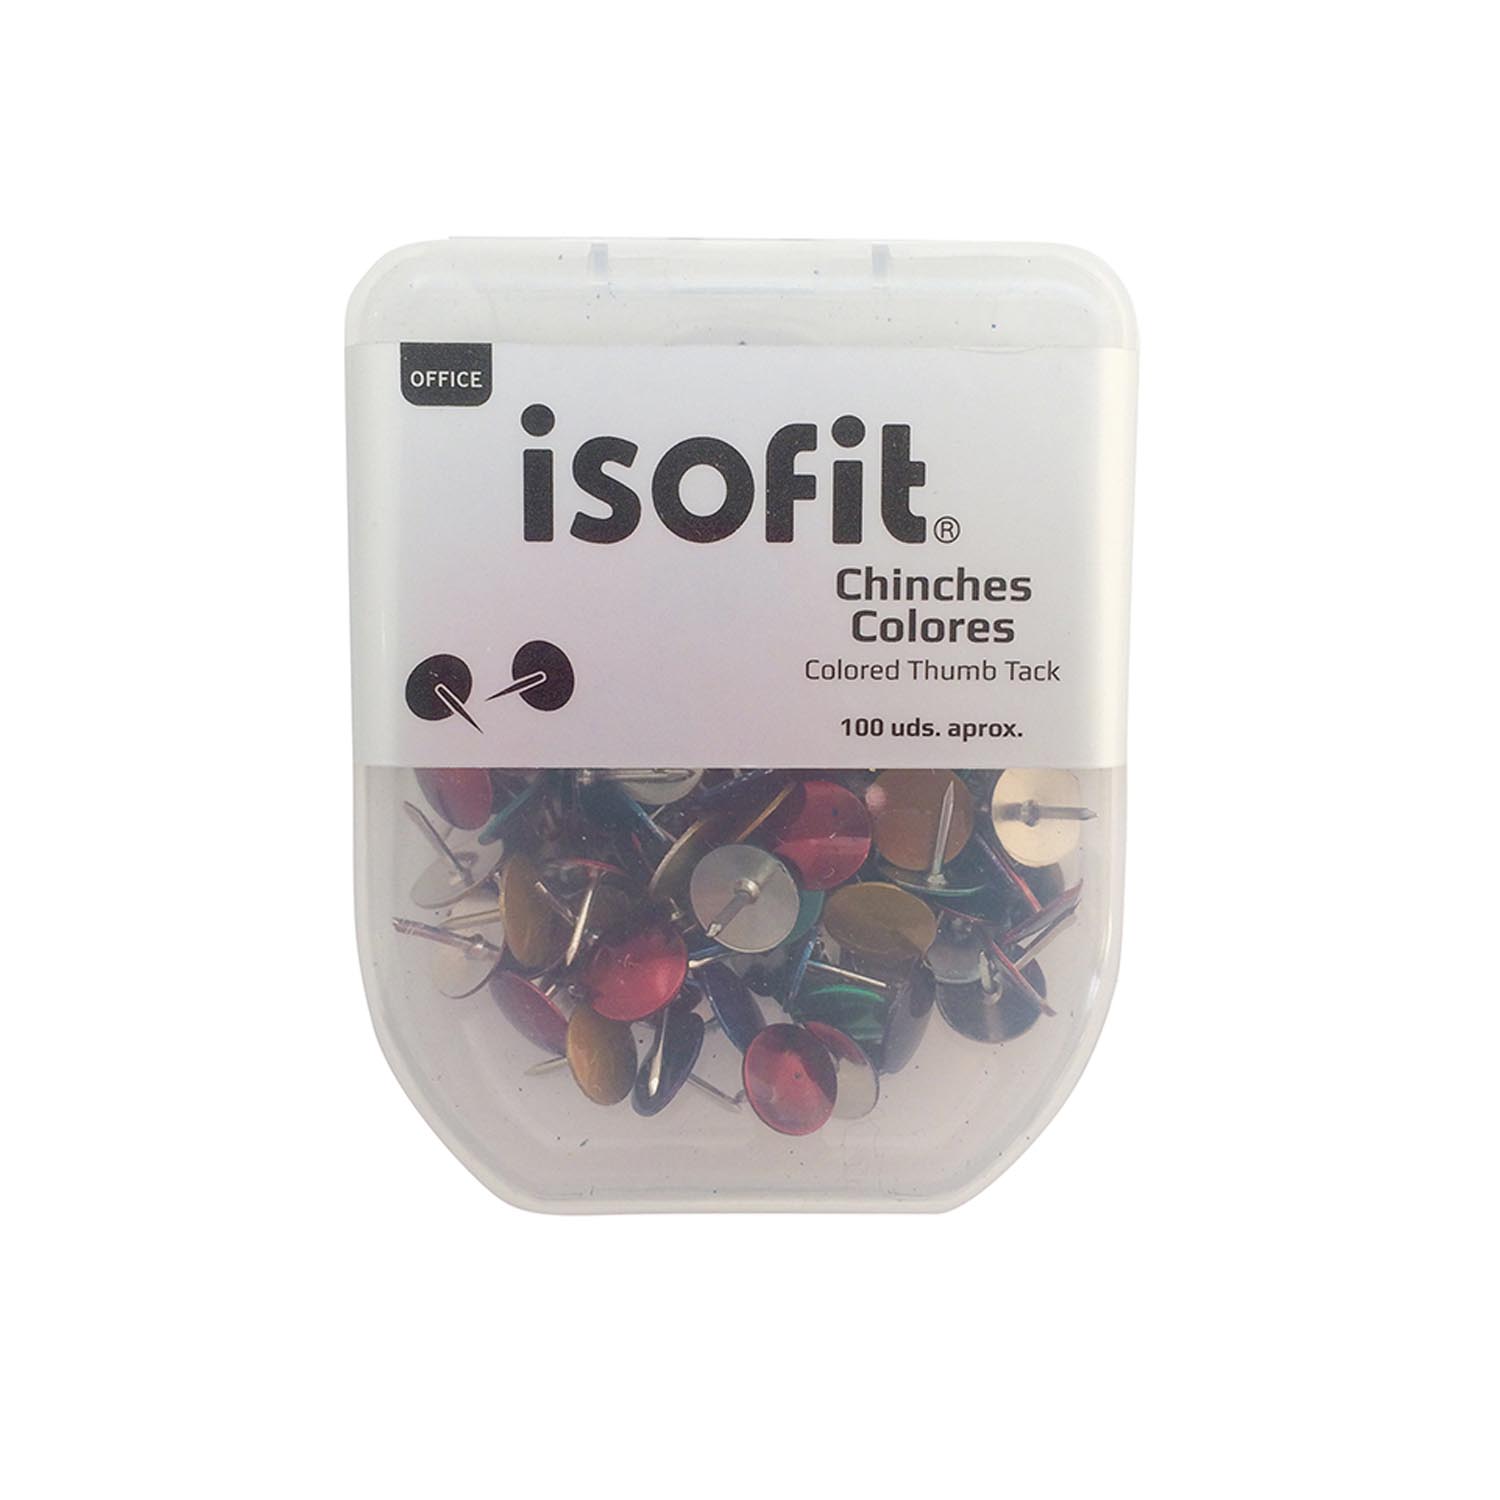 OFFICE
isofit®
Chinches
Colores
Colored Thumb Tack
100 uds. aprox.